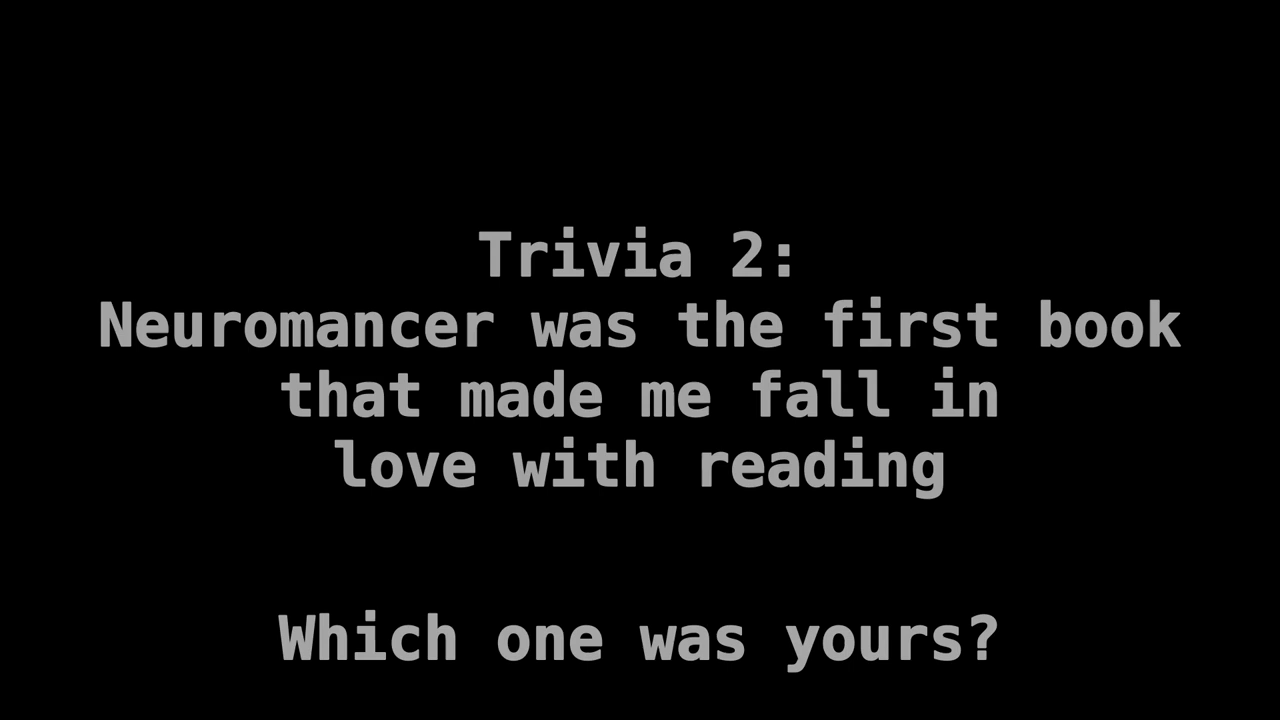 Trivia 2:
Neuromancer was the first book
that made me fall in
love with reading
Which one was yours?